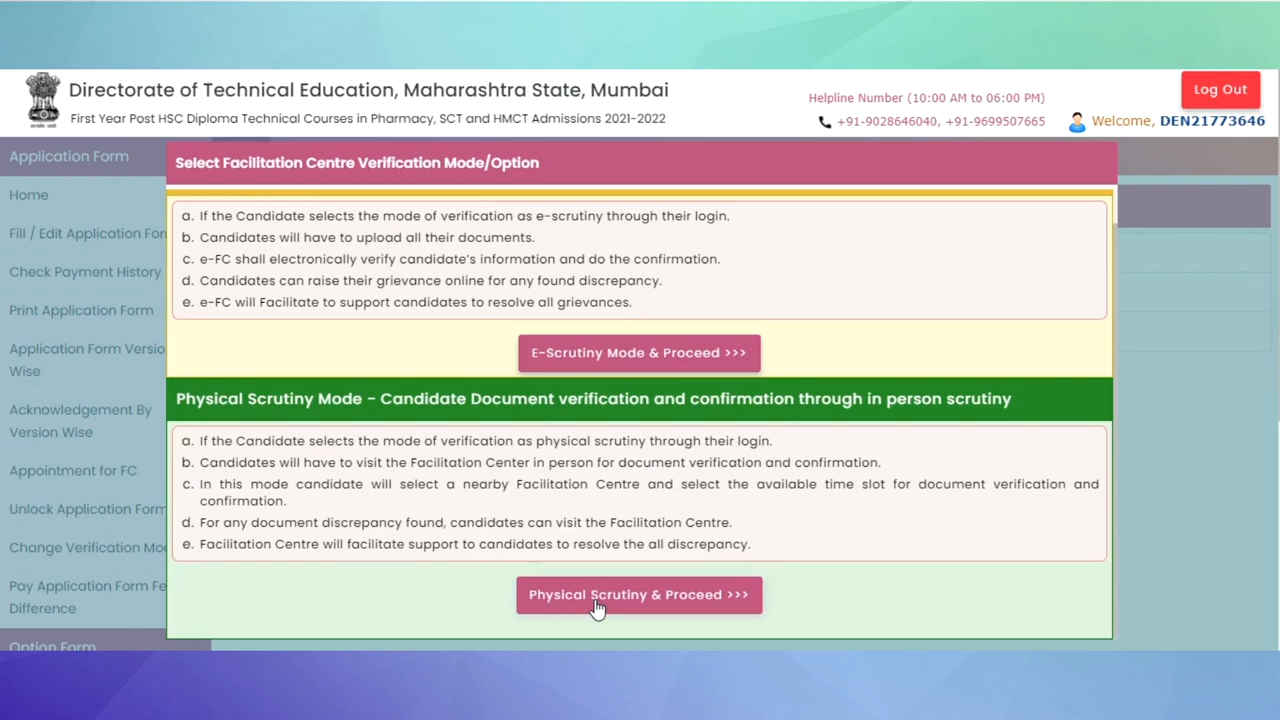 Directorate of Technical Education, Maharashtra State, Mumbai
First Year Post HSC Diploma Technical Courses in Pharmacy, SCT and HMCT Admissions 2021-2022
Helpline Number (10:00 AM to 06:00 PM)
+91-9028646040, +91-9699507665
Log Out
Welcome, DEN21773646
Application Form
Home
Fill / Edit Application For
Check Payment History
Print Application Form
Application Form Versio
Wise
Acknowledgement By
Version Wise
Appointment for FC
Unlock Application Form
Change Verification Mo
Pay Application Form Fe
Difference
Option Form
Select Facilitation Centre Verification Mode/Option
a. If the Candidate selects the mode of verification as e-scrutiny through their login.
b. Candidates will have to upload all their documents.
c. e-FC shall electronically verify candidate's information and do the confirmation.
d. Candidates can raise their grievance online for any found discrepancy.
e. e-FC will Facilitate to support candidates to resolve all grievances.
E-Scrutiny Mode & Proceed >>>
Physical Scrutiny Mode - Candidate Document verification and confirmation through in person scrutiny
a. If the Candidate selects the mode of verification as physical scrutiny through their login.
b. Candidates will have to visit the Facilitation Center in person for document verification and confirmation.
c. In this mode candidate will select a nearby Facilitation Centre and select the available time slot for document verification and
confirmation.
d. For any document discrepancy found, candidates can visit the Facilitation Centre.
e. Facilitation Centre will facilitate support to candidates to resolve the all discrepancy.
Physical Scrutiny & Proceed >>>